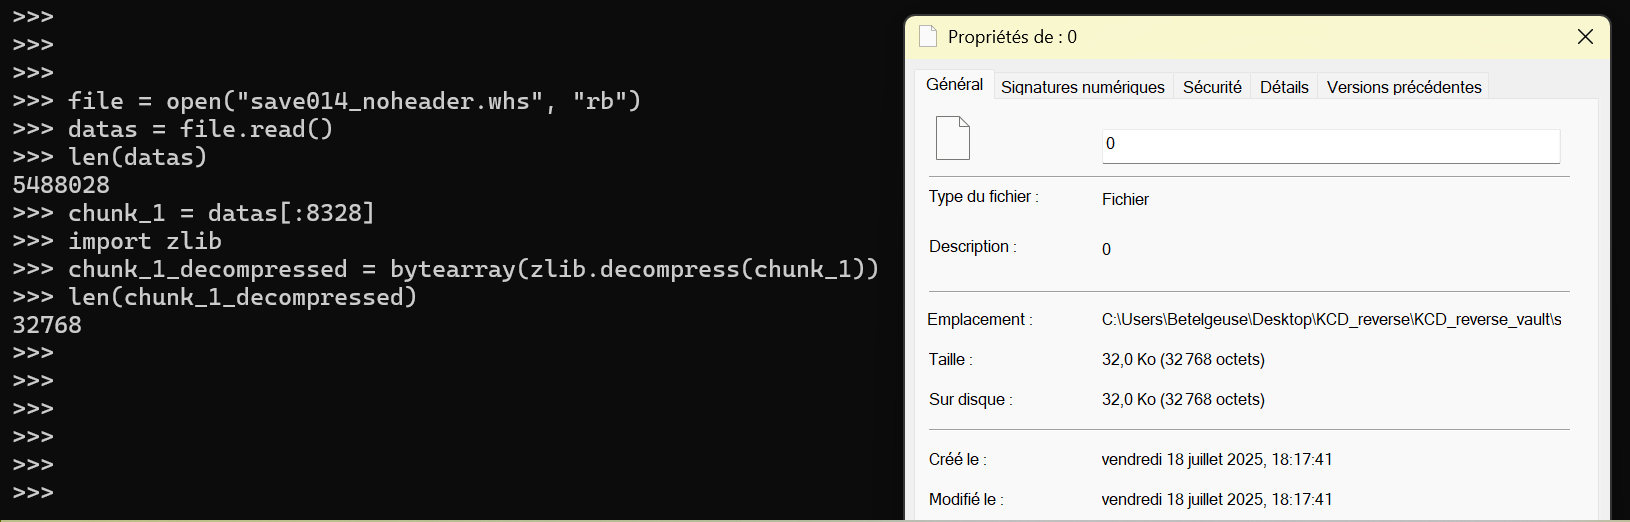 >>>
>>>
>>>
>>> file = open("save014_noheader.whs", "rb")
>>> datas = file.read()
>>> len(datas)
5488028
>>> chunk_1 = datas[:8328]
>>> import zlib
>>> chunk_1_decompressed = bytearray(zlib.decompress(chunk_1))
>>> len(chunk_1_decompressed)
32768
>>>
>>>
>>>
>>>
>>>
>>>
Propriétés de : 0
Général Signatures numériques Sécurité Détails Versions précédentes
0
Type du fichier : Fichier
Description : 0
Emplacement : C:\Users\Betelgeuse\Desktop\KCD_reverse\KCD_reverse_vault\s
Taille : 32,0 Ko (32 768 octets)
Sur disque : 32,0 Ko (32 768 octets)
Créé le : vendredi 18 juillet 2025, 18:17:41
Modifié le : vendredi 18 juillet 2025, 18:17:41